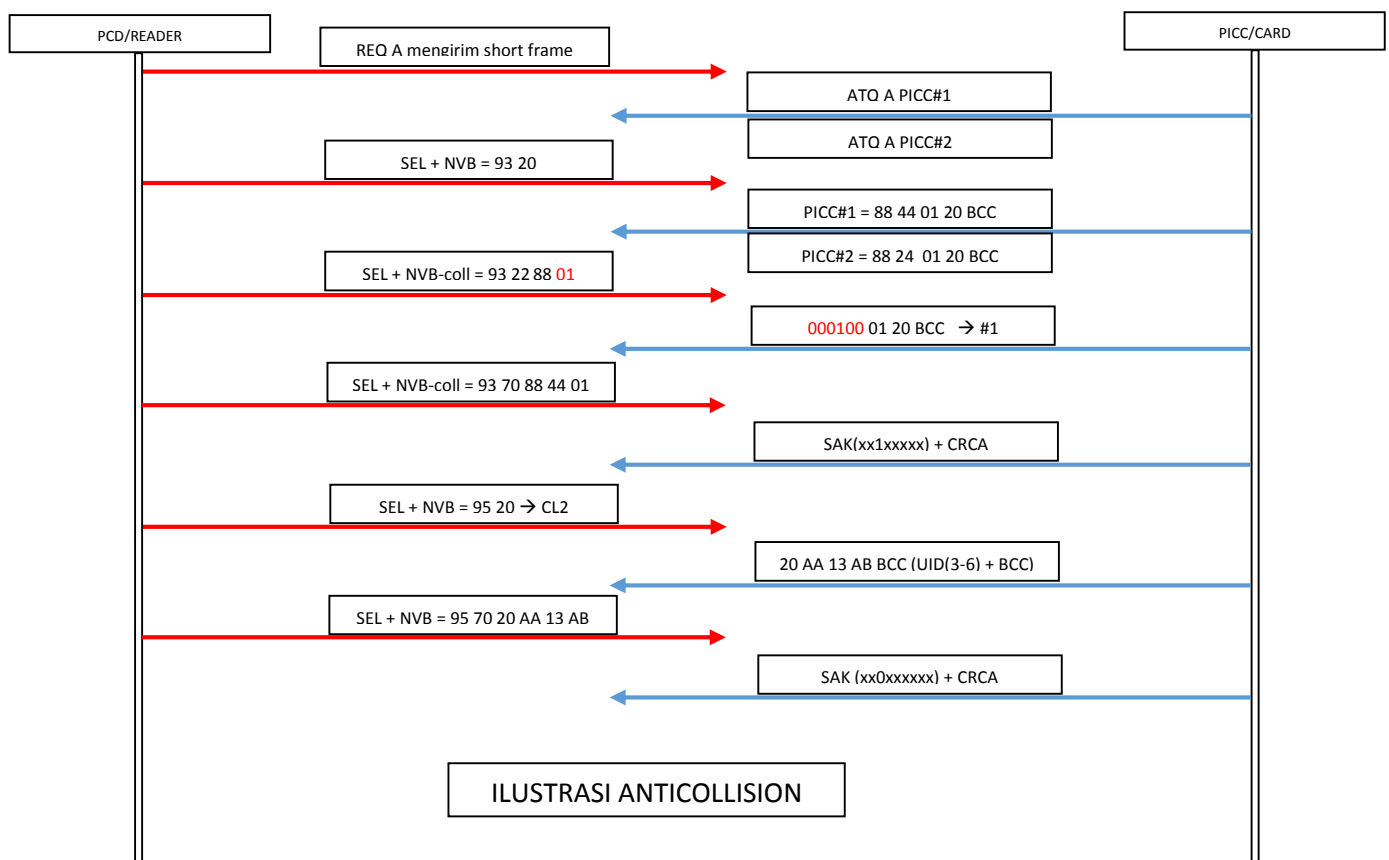 PCD/READER
PICC/CARD
REQ A mengirim short frame
ATQ A PICC#1
ATQ A PICC#2
SEL + NVB = 93 20
PICC#1 = 88 44 01 20 BCC
PICC#2 = 88 24 01 20 BCC
SEL + NVB-coll = 93 22 88 01
000100 01 20 BCC → #1
SEL + NVB-coll = 93 70 88 44 01
SAK(xx1xxxxx) + CRCA
SEL + NVB = 95 20 → CL2
20 AA 13 AB BCC (UID(3-6) + BCC)
SEL + NVB = 95 70 20 AA 13 AB
SAK (xx0xxxxxx) + CRCA
ILUSTRASI ANTICOLLISION